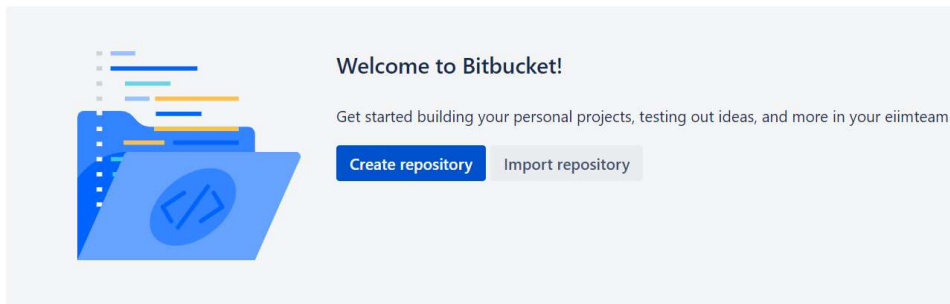 Welcome to Bitbucket!
Get started building your personal projects, testing out ideas, and more in your eiimteam
Create repository
Import repository